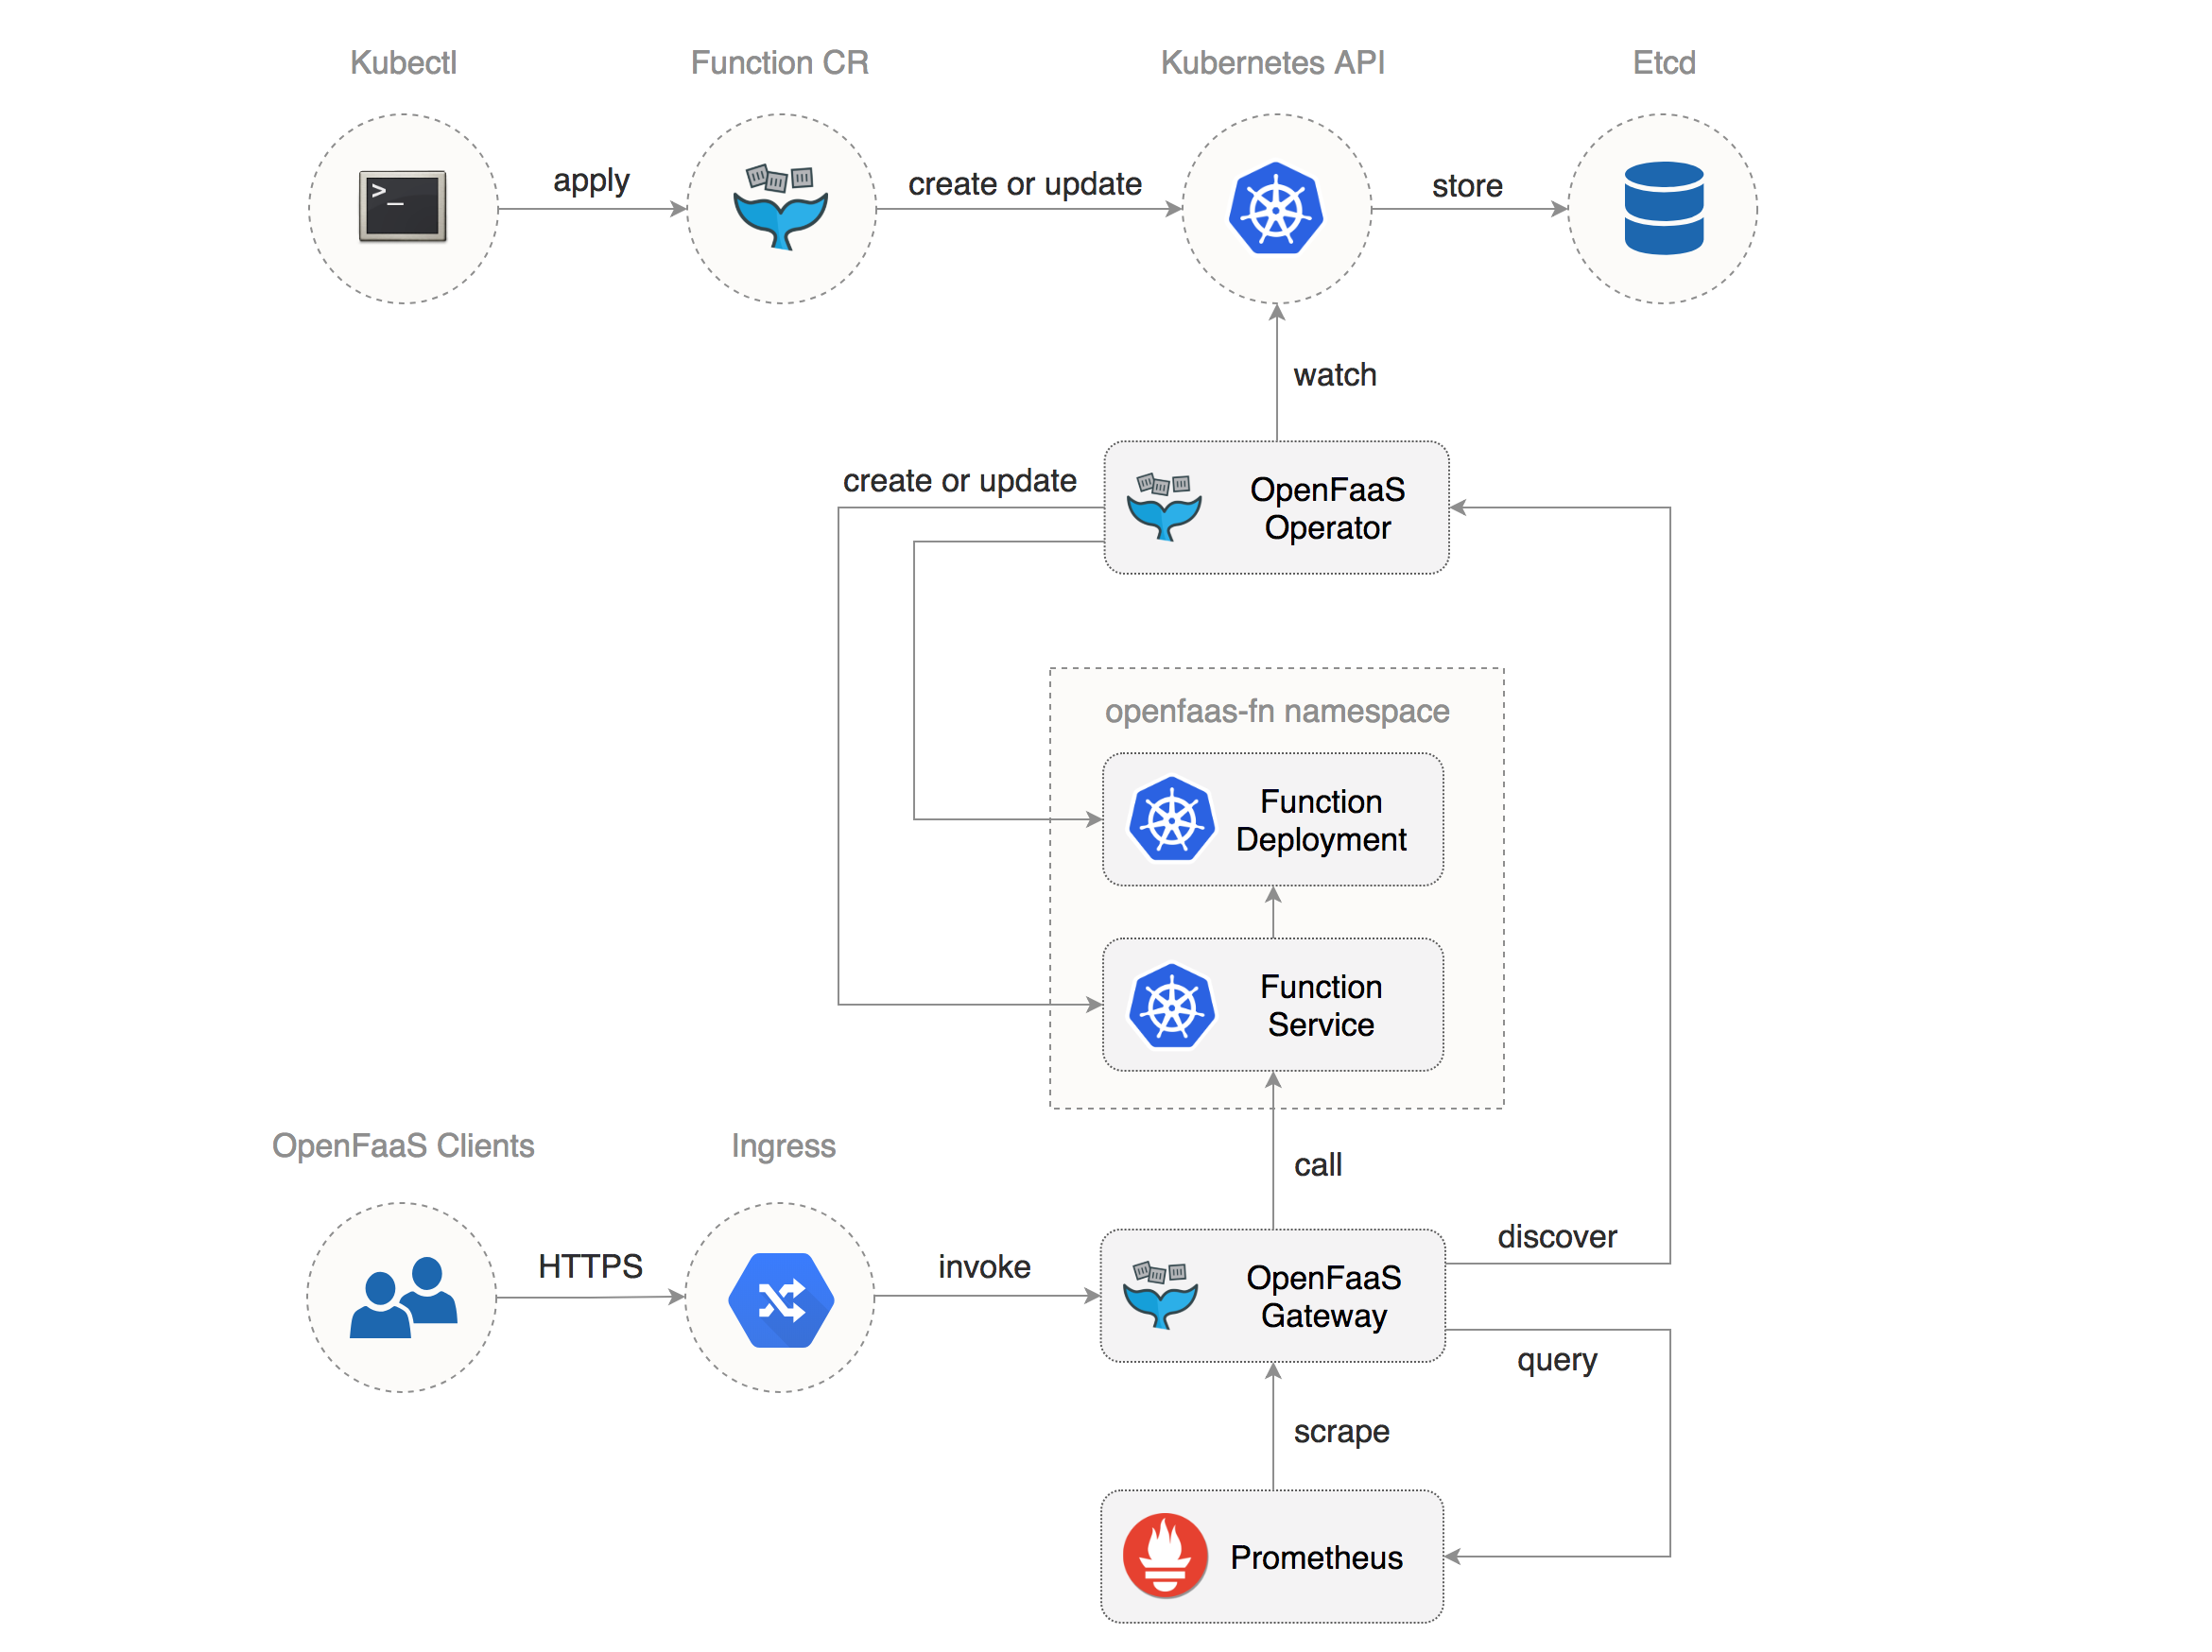 Kubectl
Function CR
Kubernetes API
Etcd
>_
apply
create or update
store
watch
create or update
OpenFaaS
Operator
openfaas-fn namespace
Function
Deployment
Function
Service
OpenFaaS Clients
Ingress
call
HTTPS
invoke
OpenFaaS
Gateway
discover
query
scrape
Prometheus